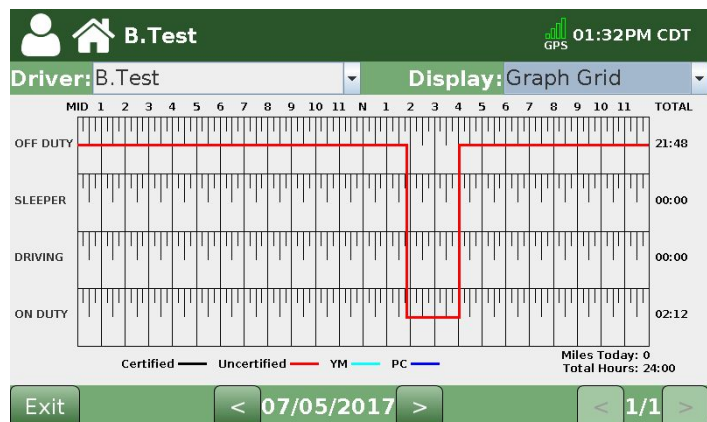 B.Test
GPS 01:32PM CDT
Driver: B.Test Display: Graph Grid
MID 1 2 3 4 5 6 7 8 9 10 11 N 1 2 3 4 5 6 7 8 9 10 11 TOTAL
OFF DUTY 21:48
SLEEPER 00:00
DRIVING 00:00
ON DUTY 02:12
Certified Uncertified YM PC
Miles Today: 0
Total Hours: 24:00
Exit < 07/05/2017 > < 1/1 >